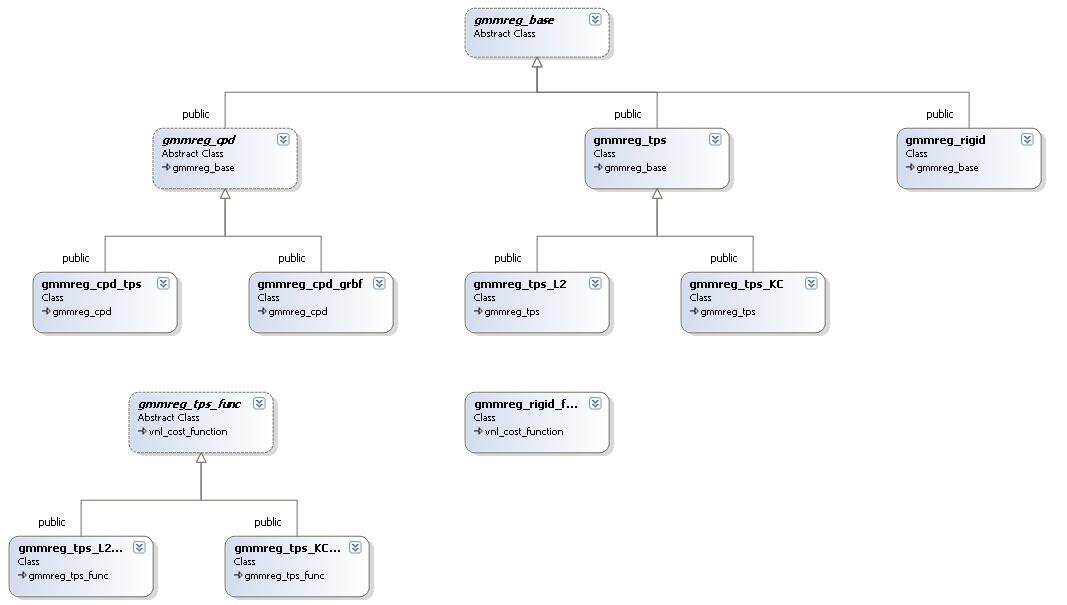 gmmreg_base
Abstract Class
public
public
public
gmmreg_cpd
Abstract Class
gmmreg_base
gmmreg_tps
Class
gmmreg_base
gmmreg_rigid
Class
gmmreg_base
public
public
public
public
gmmreg_cpd_tps
Class
gmmreg_cpd
gmmreg_cpd_grbf
Class
gmmreg_cpd
gmmreg_tps_L2
Class
gmmreg_tps
gmmreg_tps_KC
Class
gmmreg_tps
gmmreg_tps_func
Abstract Class
vnl_cost_function
gmmreg_rigid_f...
Class
vnl_cost_function
public
public
gmmreg_tps_L2...
Class
gmmreg_tps_func
gmmreg_tps_KC...
Class
gmmreg_tps_func